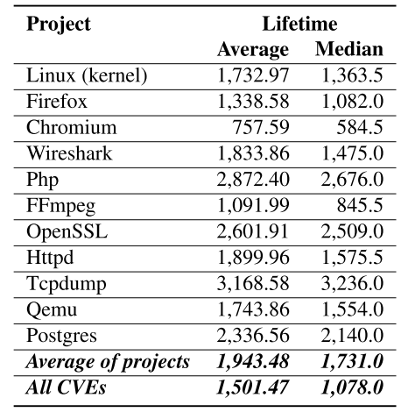 Project Lifetime
Average Median
Linux (kernel) 1,732.97 1,363.5
Firefox 1,338.58 1,082.0
Chromium 757.59 584.5
Wireshark 1,833.86 1,475.0
Php 2,872.40 2,676.0
FFmpeg 1,091.99 845.5
OpenSSL 2,601.91 2,509.0
Httpd 1,899.96 1,575.5
Tcpdump 3,168.58 3,236.0
Qemu 1,743.86 1,554.0
Postgres 2,336.56 2,140.0
Average of projects 1,943.48 1,731.0
All CVEs 1,501.47 1,078.0